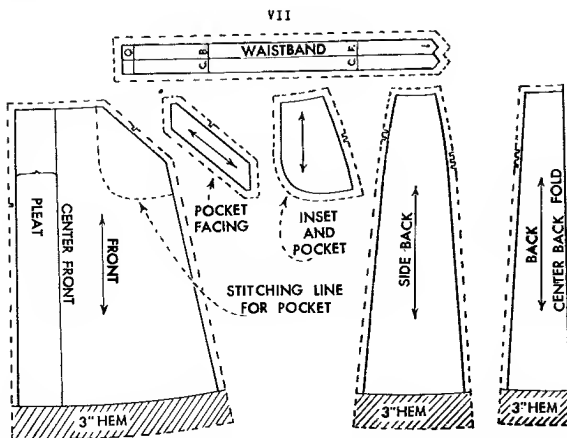 VII
WAISTBAND
O
C. B.
C. F.
PLEAT
CENTER FRONT
FRONT
POCKET
FACING
INSET
AND
POCKET
STITCHING LINE
FOR POCKET
SIDE BACK
BACK
CENTER BACK FOLD
3" HEM
3" HEM
3" HEM